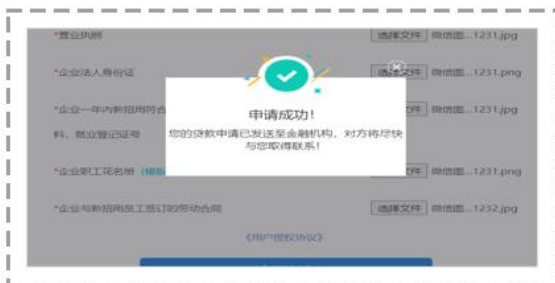 *营业执照 选择文件 微信图...1231.jpg
*企业法人身份证 选择文件 微信图...1231.png
申请成功!
*企业一年内新招用符合 文件 微信图...1231.jpg
您的贷款申请已发送至金融机构，对方将尽快
料，就业登记证号
与您取得联系!
*企业职工花名册 (模板 选择文件 微信图...1231.png
*企业与新招用员工签订的劳动合同 选择文件 微信图...1232.jpg
《用户授权协议》